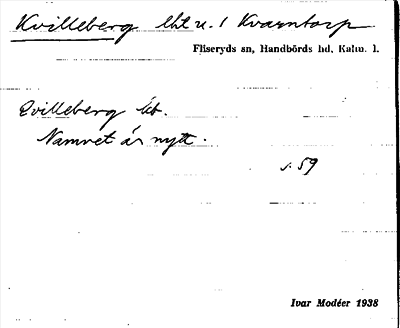 Kvilleberg lht u. 1 Kvarntorp
Fliseryds sn, Handbörds hd, Kalm. l.
Qvilleberg lht.
Namnet är nytt.
s. 59
Ivar Modéer 1938